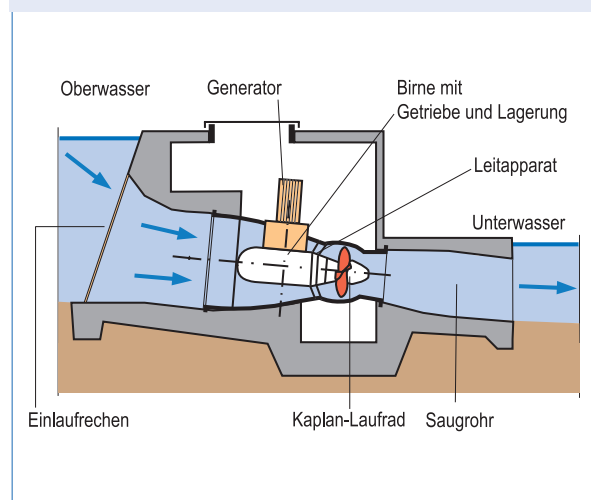 Oberwasser
Generator
Birne mit
Getriebe und Lagerung
Leitapparat
Unterwasser
Einlaufrechen
Kaplan-Laufrad
Saugrohr